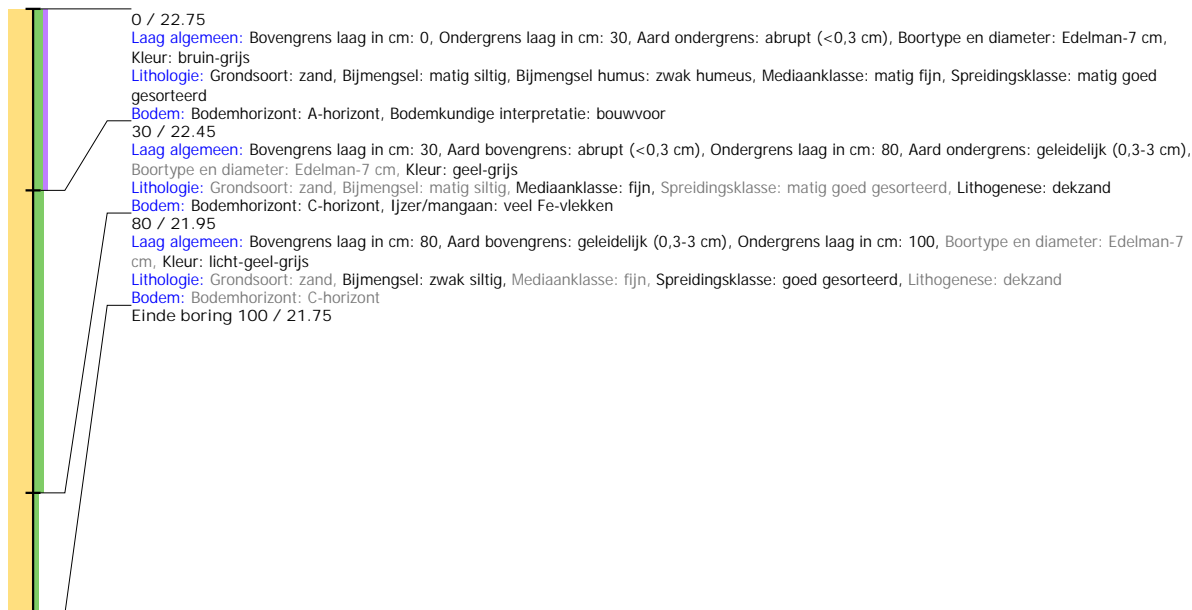 0 / 22.75
Laag algemeen: Bovengrens laag in cm: 0, Ondergrens laag in cm: 30, Aard ondergrens: abrupt (<0,3 cm), Boortype en diameter: Edelman-7 cm,
Kleur: bruin-grijs
Lithologie: Grondsoort: zand, Bijmengsel: matig siltig, Bijmengsel humus: zwak humeus, Mediaanklasse: matig fijn, Spreidingsklasse: matig goed
gesorteerd
Bodem: Bodemhorizont: A-horizont, Bodemkundige interpretatie: bouwvoor
30 / 22.45
Laag algemeen: Bovengrens laag in cm: 30, Aard bovengrens: abrupt (<0,3 cm), Ondergrens laag in cm: 80, Aard ondergrens: geleidelijk (0,3-3 cm),
Boortype en diameter: Edelman-7 cm, Kleur: geel-grijs
Lithologie: Grondsoort: zand, Bijmengsel: matig siltig, Mediaanklasse: fijn, Spreidingsklasse: matig goed gesorteerd, Lithogenese: dekzand
Bodem: Bodemhorizont: C-horizont, Ijzer/mangaan: veel Fe-vlekken
80 / 21.95
Laag algemeen: Bovengrens laag in cm: 80, Aard bovengrens: geleidelijk (0,3-3 cm), Ondergrens laag in cm: 100, Boortype en diameter: Edelman-7
cm, Kleur: licht-geel-grijs
Lithologie: Grondsoort: zand, Bijmengsel: zwak siltig, Mediaanklasse: fijn, Spreidingsklasse: goed gesorteerd, Lithogenese: dekzand
Bodem: Bodemhorizont: C-horizont
Einde boring 100 / 21.75